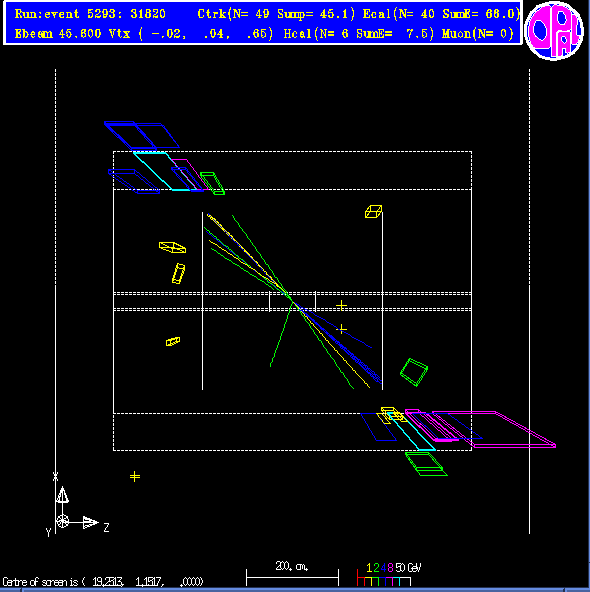 Run:event 5293: 31820 Ctrk(N= 49 Sump= 45.1) Ecal(N= 40 SumE= 68.0)
Ebeam 45.600 Vtx ( -.02, .04, .65) Hcal(N= 6 SumE= 7.5) Muon(N= 0)
OPAL
X
Y
Z
200. cm.
1 2 4 8 50 GeV
Centre of screen is ( 19.2313, 1.1517, .0000)